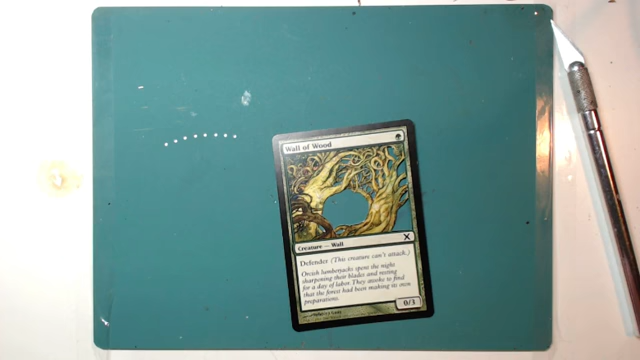 Wall of Wood
Creature — Wall
Defender (This creature can't attack.)
Orcish lumberjacks spent the night
sharpening their blades and resting
for a day of labor. They awoke to find
that the forest had been making its own
preparations.
0/3